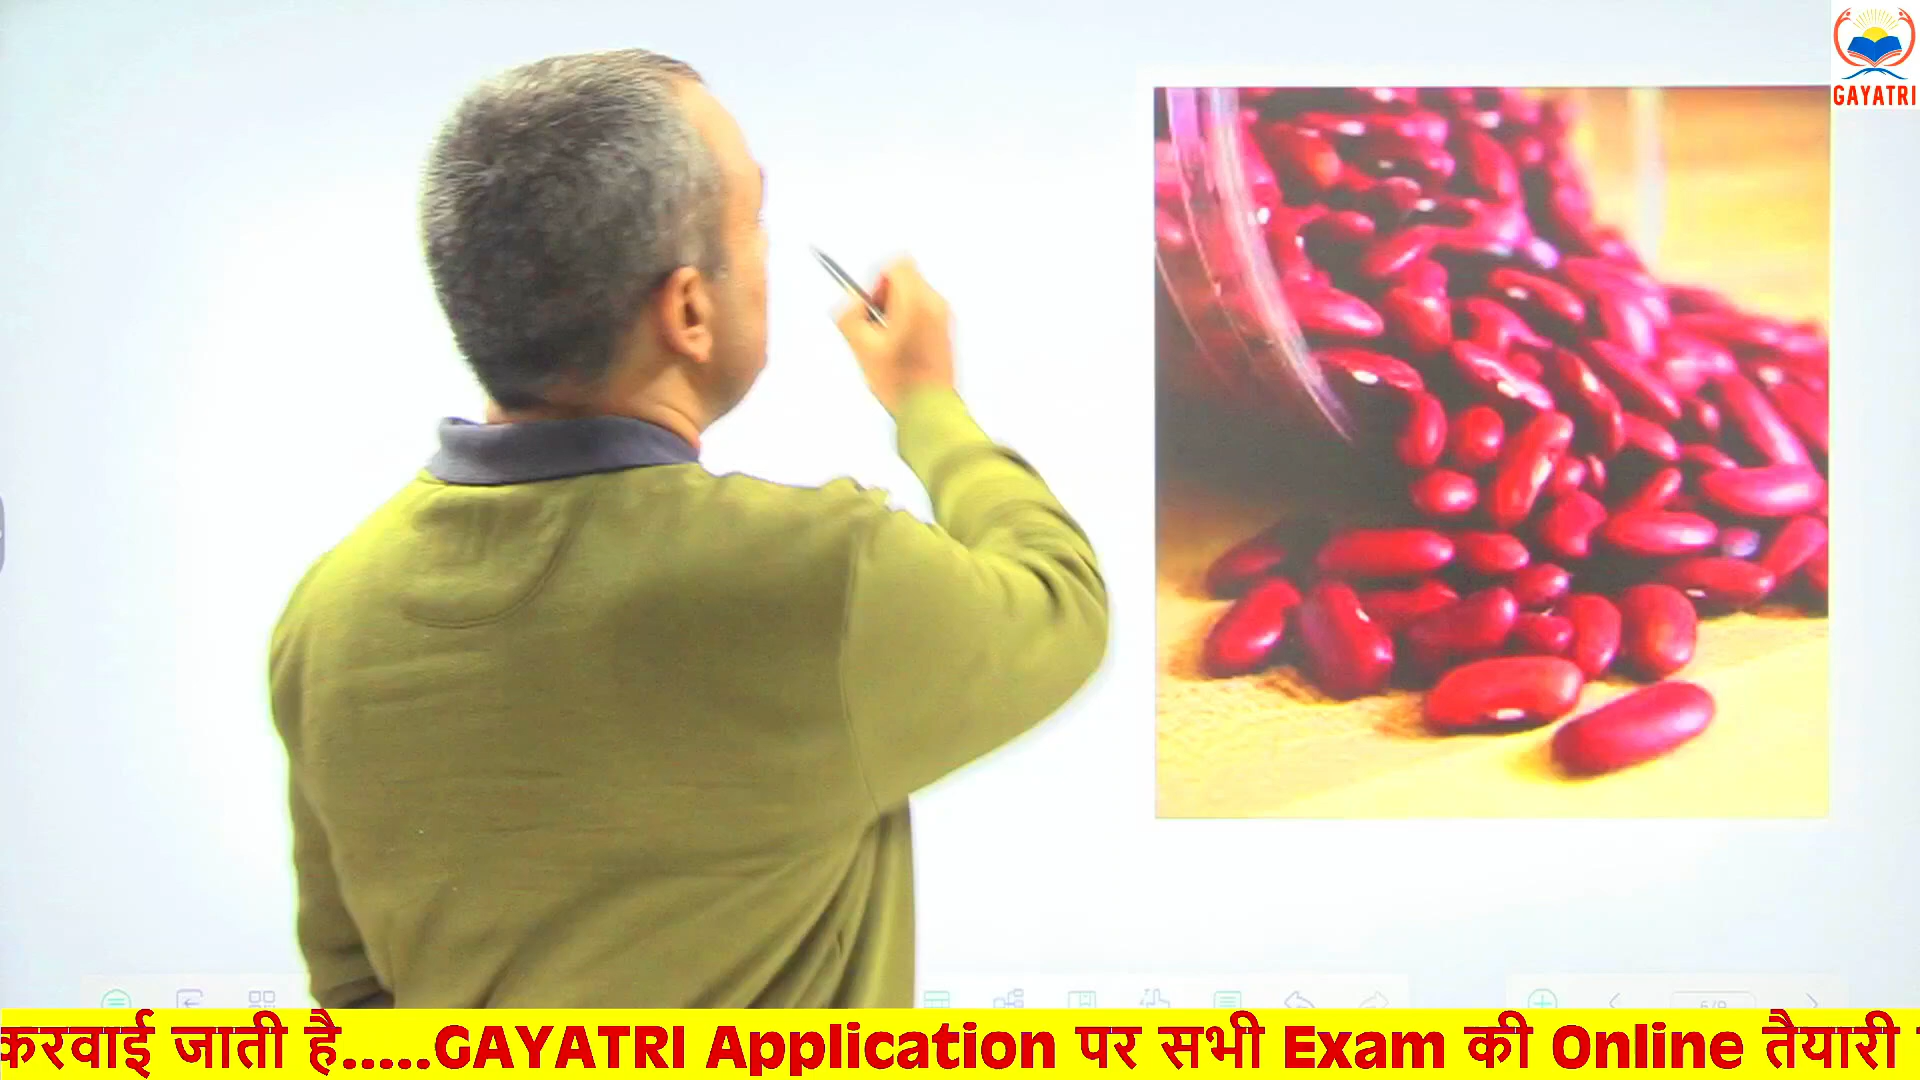 GAYATRI
करवाई जाती है.....GAYATRI Application पर सभी Exam की Online तैयारी